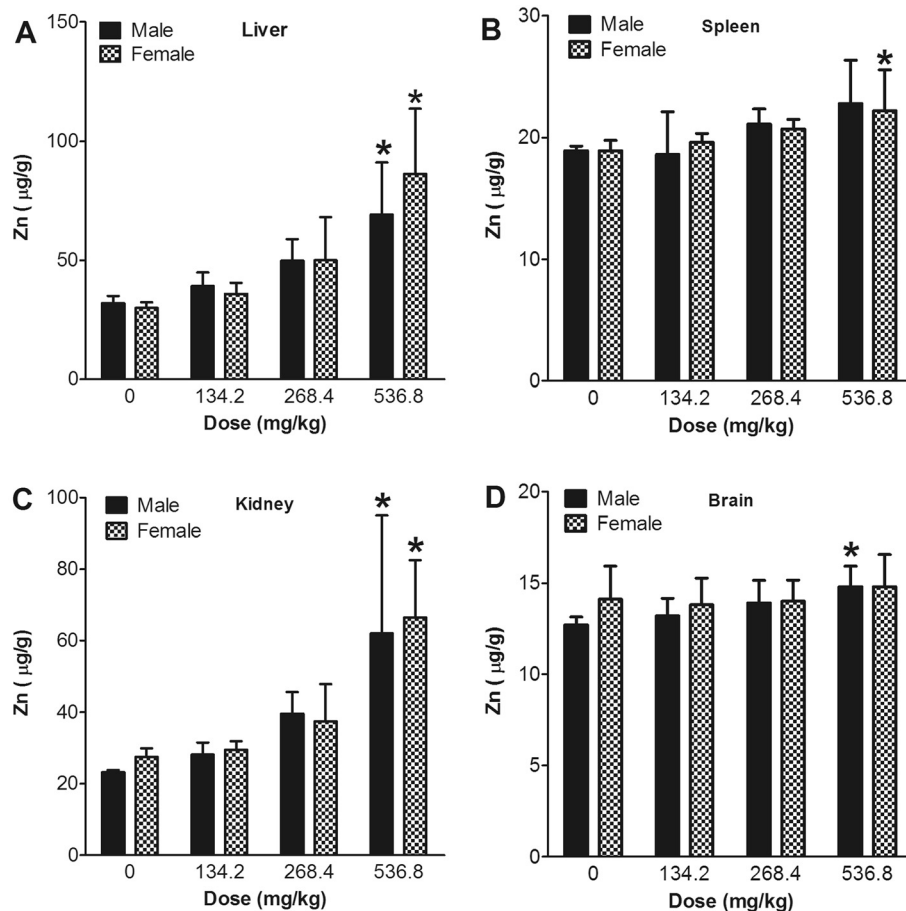 A
Liver
Male
Female
Zn ( μg/g)
150
100
50
0
*
*
0 134.2 268.4 536.8
Dose (mg/kg)
B
Spleen
Male
Female
Zn ( μg/g)
30
20
10
0
*
0 134.2 268.4 536.8
Dose (mg/kg)
C
Kidney
Male
Female
Zn ( μg/g)
100
80
60
40
20
0
*
*
0 134.2 268.4 536.8
Dose (mg/kg)
D
Brain
Male
Female
Zn ( μg/g)
20
15
10
5
0
*
0 134.2 268.4 536.8
Dose (mg/kg)